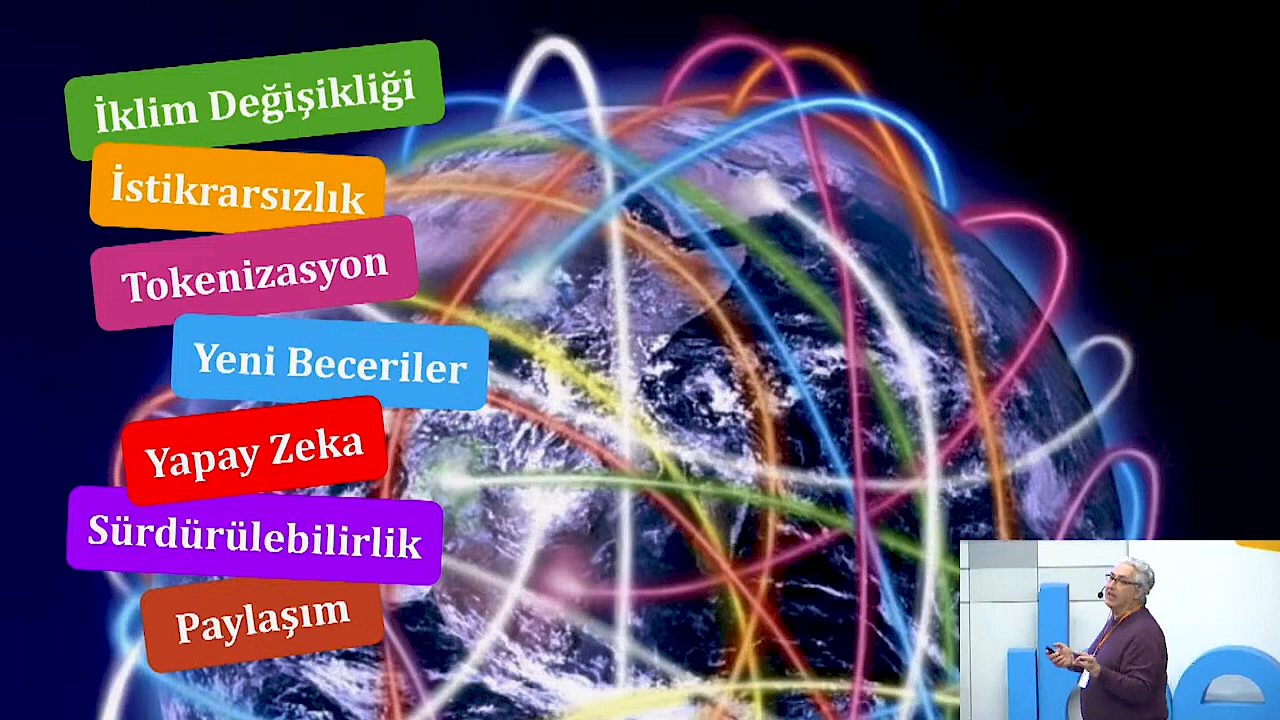 İklim Değişikliği
İstikrarsızlık
Tokenizasyon
Yeni Beceriler
Yapay Zeka
Sürdürülebilirlik
Paylaşım